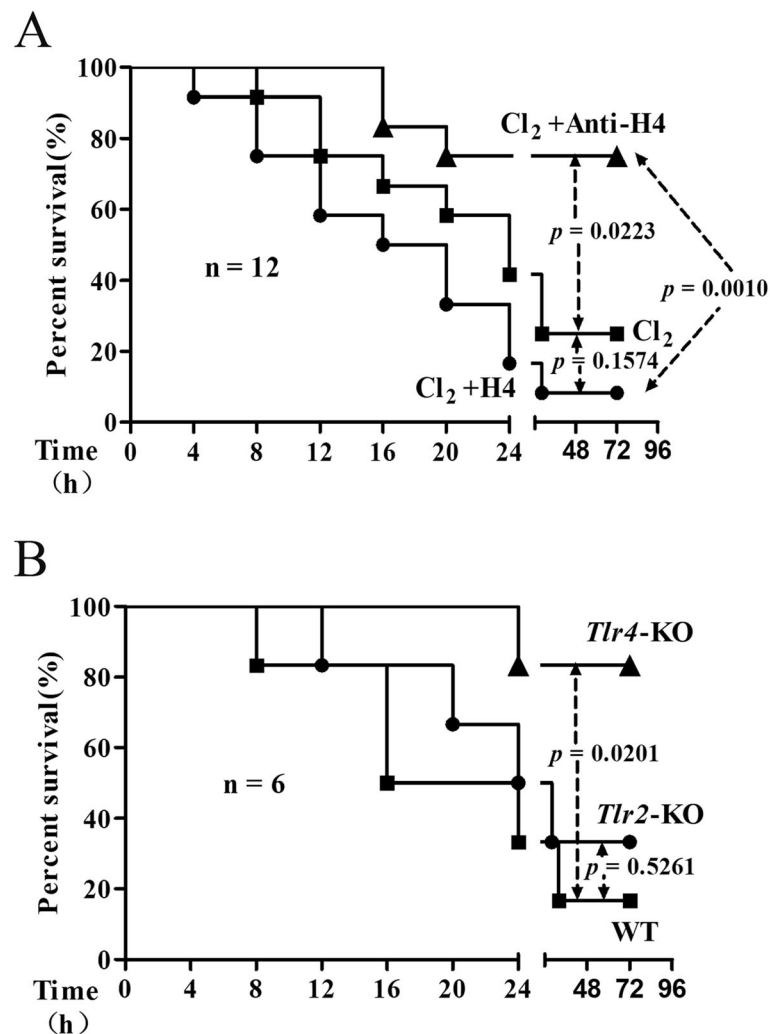 A
100
Cl2 +Anti-H4
80
60
p = 0.0223
n = 12
p = 0.0010
40
Cl2
20
p = 0.1574
Cl2 +H4
0
Percent survival(%)
Time
(h)
0 4 8 12 16 20 24 48 72 96
B
100
Tlr4-KO
80
60
p = 0.0201
n = 6
40
Tlr2-KO
p = 0.5261
20
WT
0
Percent survival(%)
Time
(h)
0 4 8 12 16 20 24 48 72 96